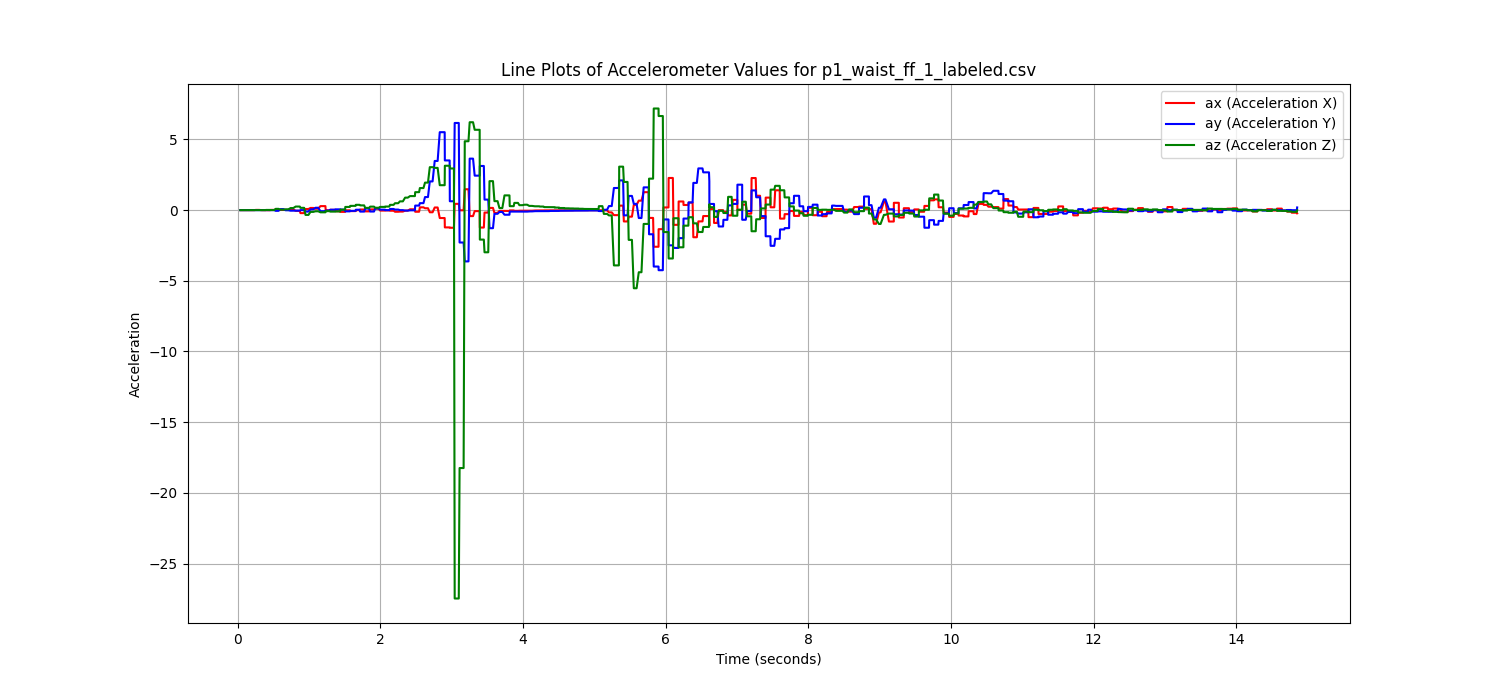 Line Plots of Accelerometer Values for p1_waist_ff_1_labeled.csv
ax (Acceleration X)
ay (Acceleration Y)
az (Acceleration Z)
5
0
−5
−10
−15
−20
−25
Acceleration
0 2 4 6 8 10 12 14
Time (seconds)